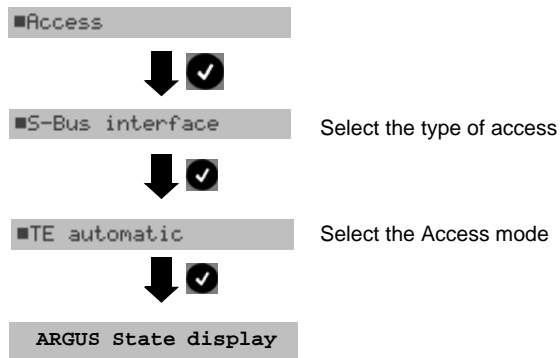 ■Access
■S-Bus interface
Select the type of access
■TE automatic
Select the Access mode
ARGUS State display